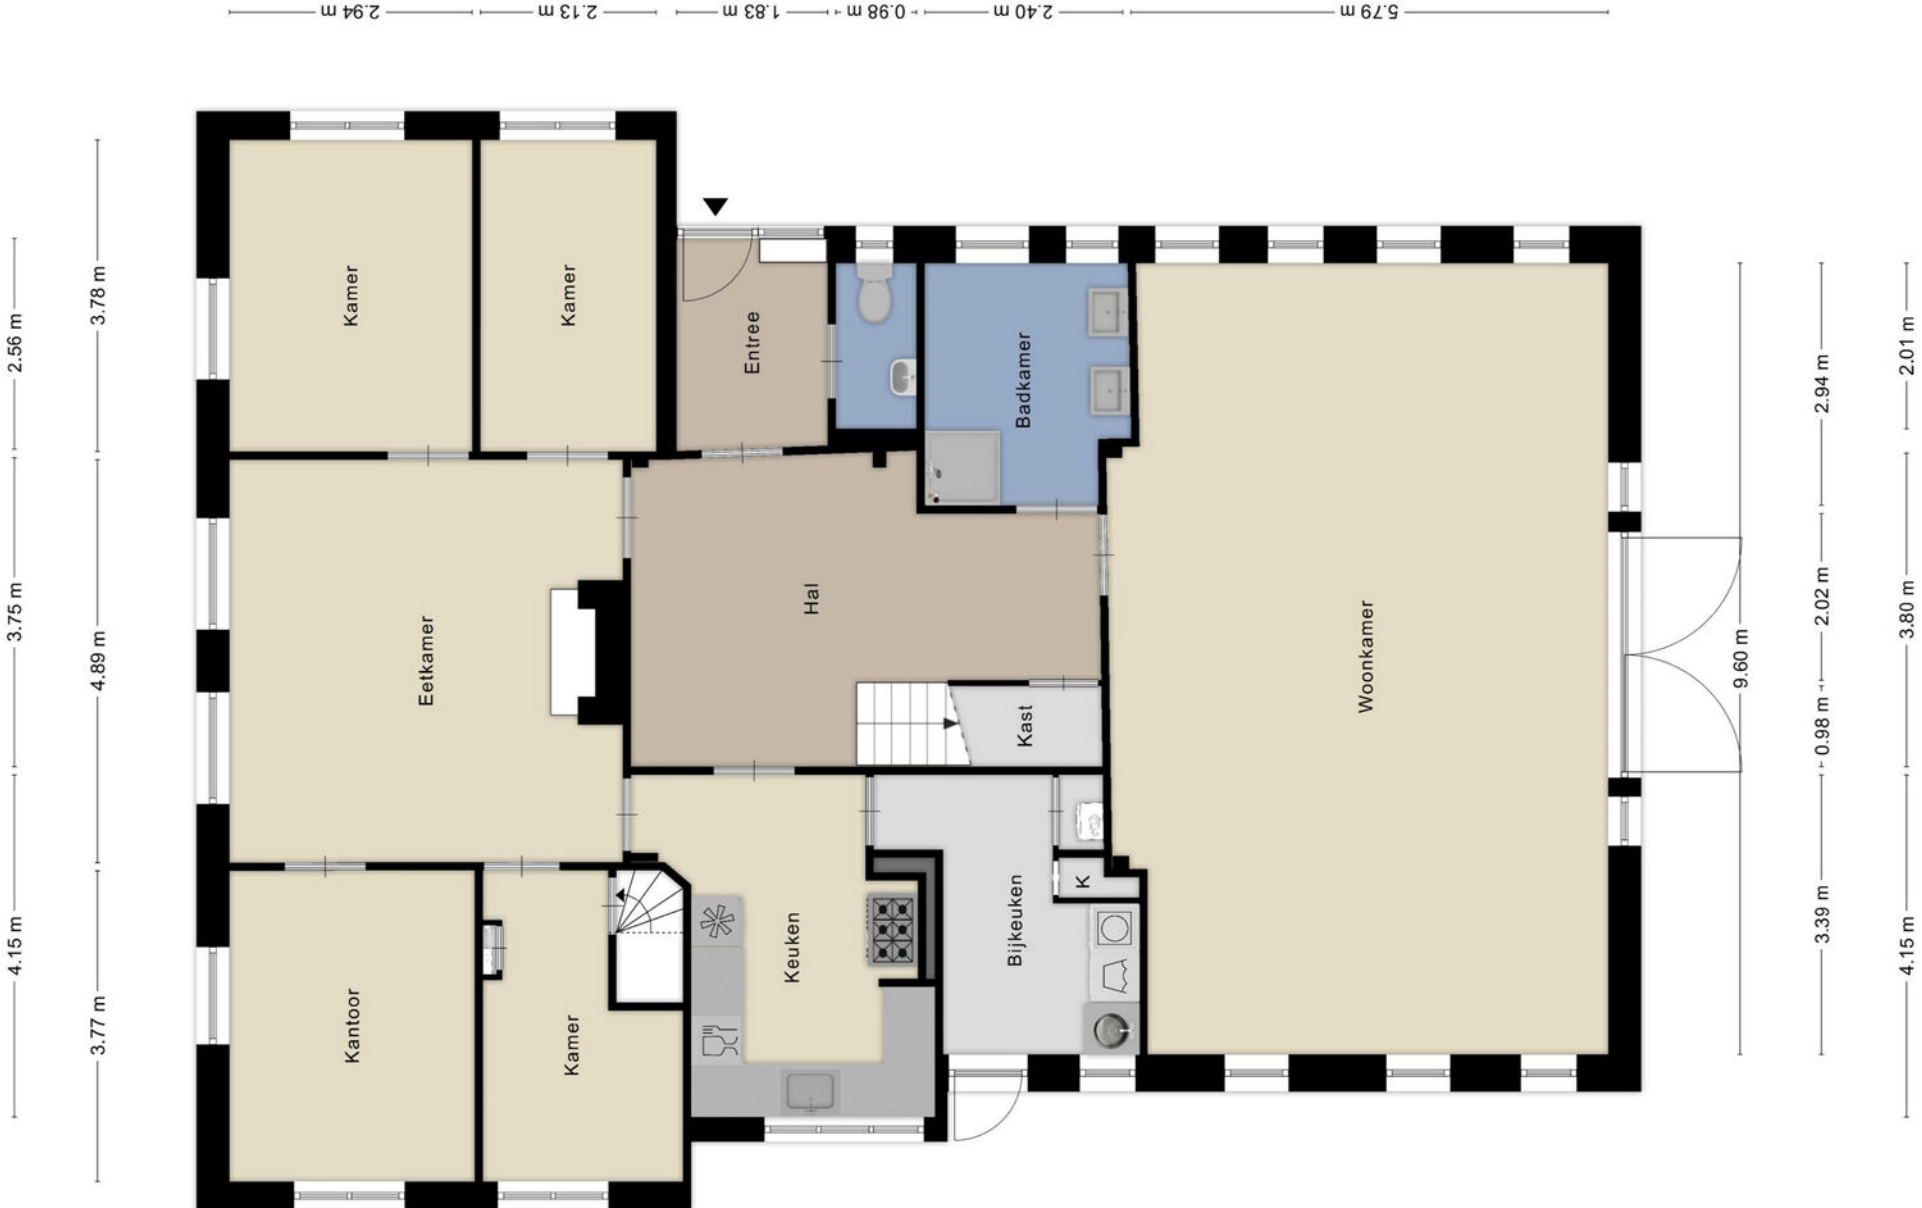 2.94 m
2.13 m
1.83 m
0.98 m
2.40 m
5.79 m
Kamer
Kamer
Entree
Badkamer
Hal
Eetkamer
Woonkamer
Kast
Keuken
Bijkeuken
K
Kantoor
Kamer
2.56 m
3.75 m
4.15 m
3.78 m
4.89 m
3.77 m
9.60 m
2.94 m
2.02 m
0.98 m
3.39 m
2.01 m
3.80 m
4.15 m